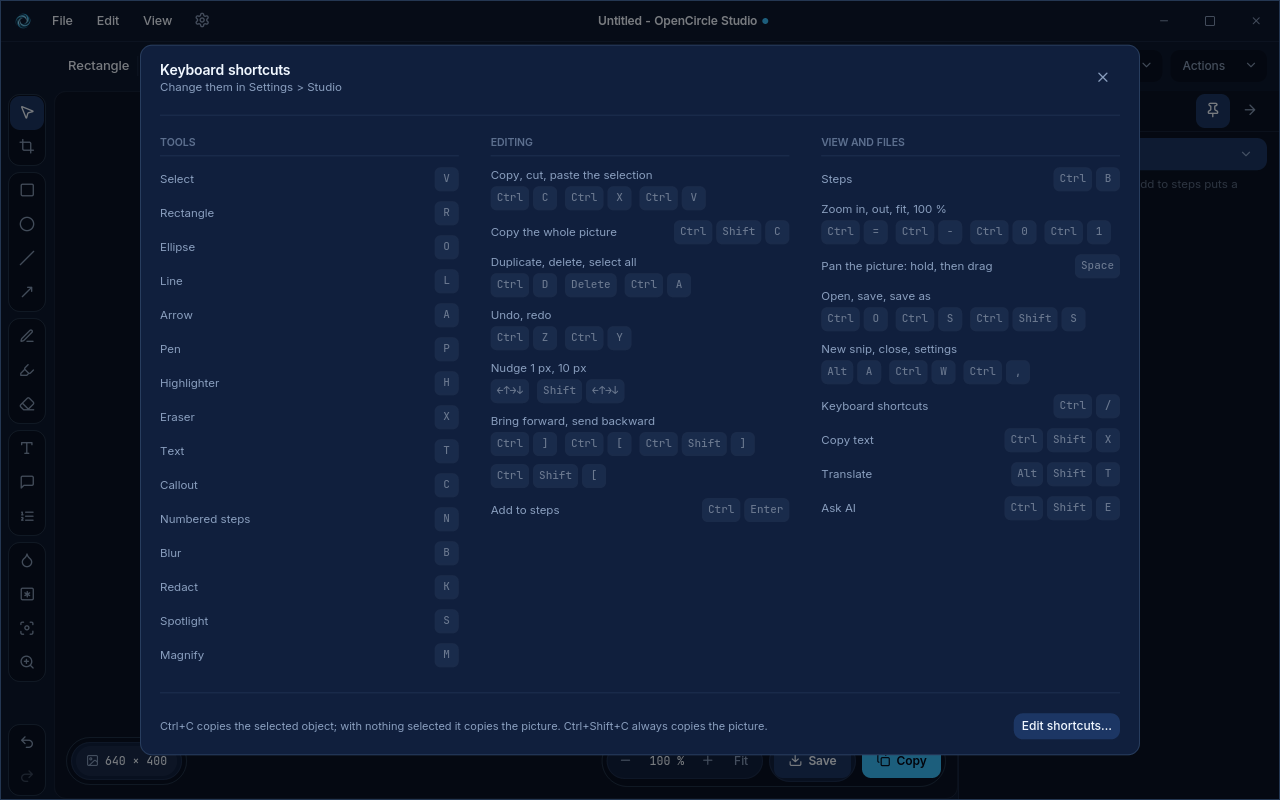 File Edit View
Untitled - OpenCircle Studio
Rectangle
Actions
Keyboard shortcuts
Change them in Settings > Studio
TOOLS
Select V
Rectangle R
Ellipse O
Line L
Arrow A
Pen P
Highlighter H
Eraser X
Text T
Callout C
Numbered steps N
Blur B
Redact K
Spotlight S
Magnify M
EDITING
Copy, cut, paste the selection
Ctrl C Ctrl X Ctrl V
Copy the whole picture Ctrl Shift C
Duplicate, delete, select all
Ctrl D Delete Ctrl A
Undo, redo
Ctrl Z Ctrl Y
Nudge 1 px, 10 px
←↑→↓ Shift ←↑→↓
Bring forward, send backward
Ctrl ] Ctrl [ Ctrl Shift ]
Ctrl Shift [
Add to steps Ctrl Enter
VIEW AND FILES
Steps Ctrl B
Zoom in, out, fit, 100 %
Ctrl = Ctrl - Ctrl 0 Ctrl 1
Pan the picture: hold, then drag Space
Open, save, save as
Ctrl O Ctrl S Ctrl Shift S
New snip, close, settings
Alt A Ctrl W Ctrl ,
Keyboard shortcuts Ctrl /
Copy text Ctrl Shift X
Translate Alt Shift T
Ask AI Ctrl Shift E
dd to steps puts a
Ctrl+C copies the selected object; with nothing selected it copies the picture. Ctrl+Shift+C always copies the picture.
Edit shortcuts...
640 × 400
100 %
Fit
Save
Copy